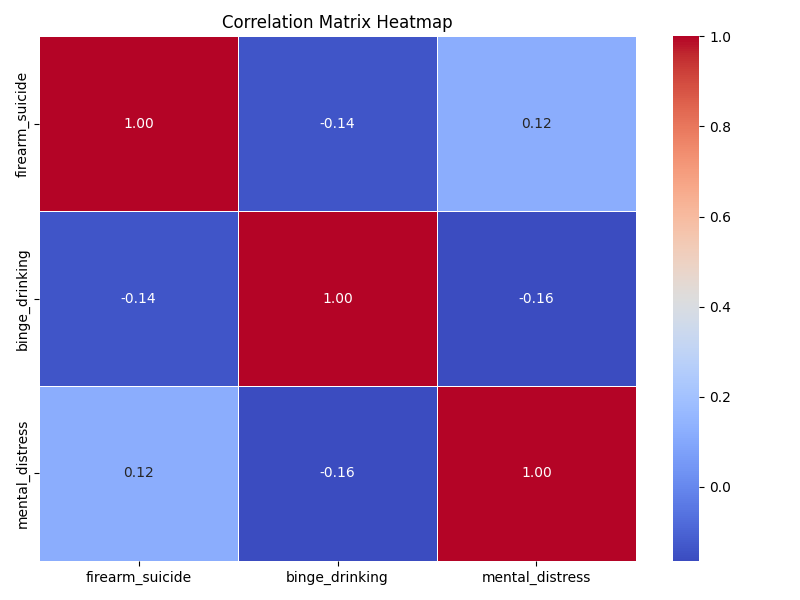 Correlation Matrix Heatmap
firearm_suicide
1.00
-0.14
0.12
binge_drinking
-0.14
1.00
-0.16
mental_distress
0.12
-0.16
1.00
firearm_suicide
binge_drinking
mental_distress
1.0
0.8
0.6
0.4
0.2
0.0